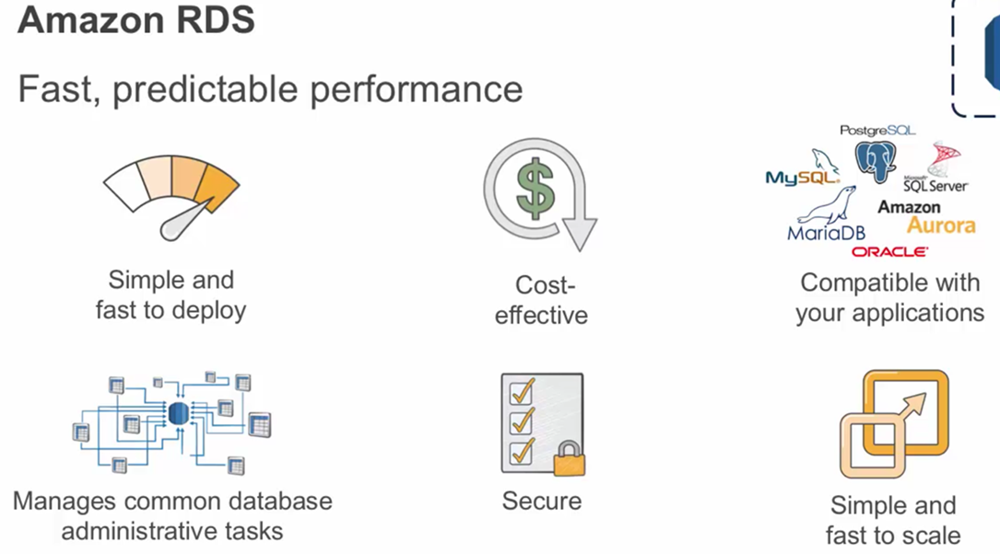 Amazon RDS
Fast, predictable performance
Simple and
fast to deploy
Cost-
effective
PostgreSQL
MySQL
Microsoft
SQL Server
MariaDB
Amazon
Aurora
ORACLE
Compatible with
your applications
Manages common database
administrative tasks
Secure
Simple and
fast to scale